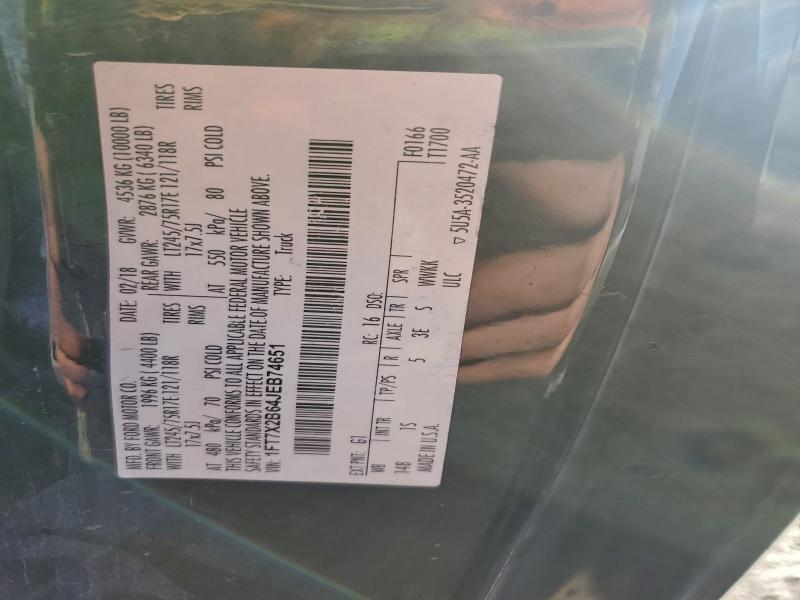 MFD. BY FORD MOTOR CO. DATE: 02/18 GVWR: 4536 KG (10000 LB)
FRONT GAWR: 1996 KG (4400 LB) REAR GAWR: 2876 KG (6340 LB)
WITH LT245/75R17E 121/118R TIRES WITH LT245/75R17E 121/118R TIRES
17x7.5J RIMS 17x7.5J RIMS
AT 480 kPa/ 70 PSI COLD AT 550 kPa/ 80 PSI COLD
THIS VEHICLE CONFORMS TO ALL APPLICABLE FEDERAL MOTOR VEHICLE
SAFETY STANDARDS IN EFFECT ON THE DATE OF MANUFACTURE SHOWN ABOVE.
VIN: 1FT7X2B64JEB74651 TYPE: Truck
EXT PNT: G1 RC: 16 DSO: F0166
WB INT TR TP/PS R AXLE TR SPR T1700
148 1S 5 3E S WWKK
MADE IN U.S.A. ULC ▽ 5U5A-3520472-AA